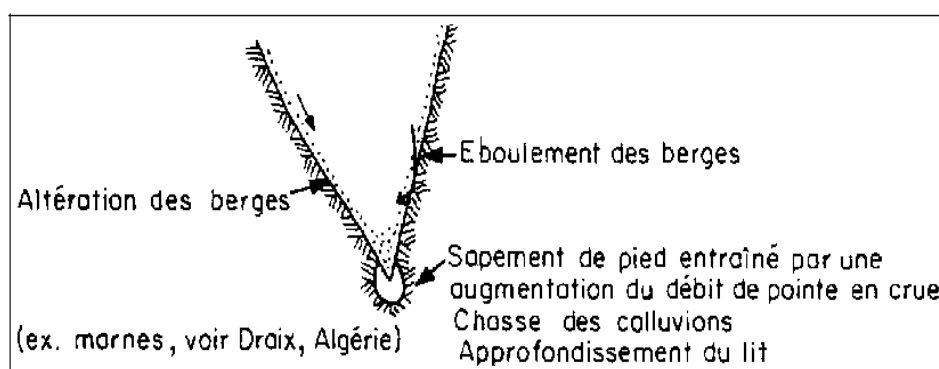 Eboulement des berges
Altération des berges
Sapement de pied entraîné par une
augmentation du débit de pointe en crue
Chasse des colluvions
Approfondissement du lit
(ex. marnes, voir Draix, Algérie)